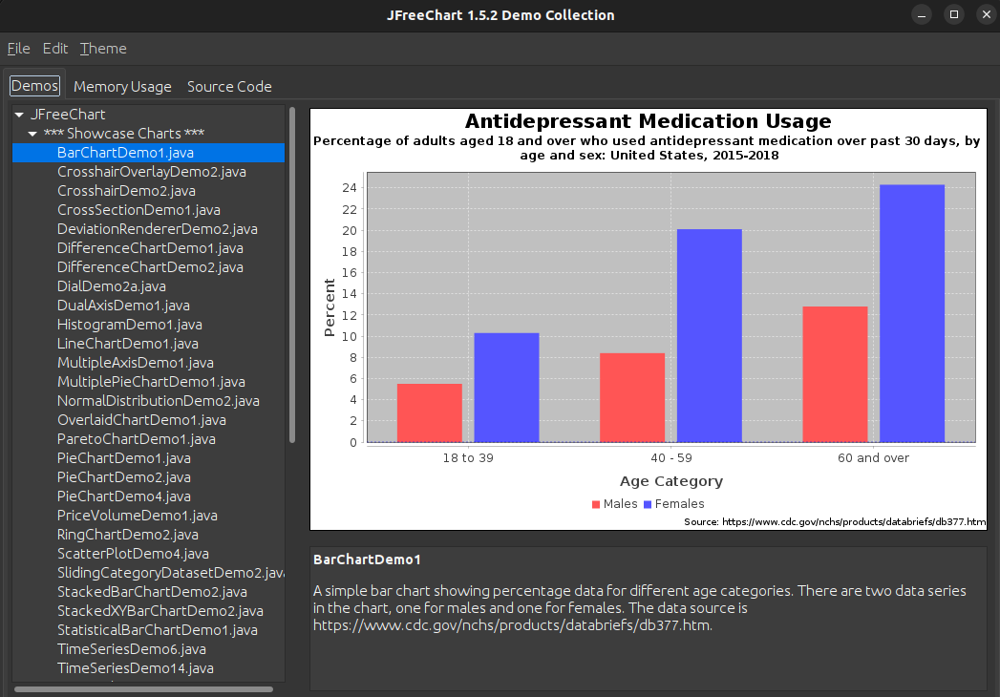 JFreeChart 1.5.2 Demo Collection
File Edit Theme
Demos Memory Usage Source Code
JFreeChart
*** Showcase Charts ***
BarChartDemo1.java
CrosshairOverlayDemo2.java
CrosshairDemo2.java
CrossSectionDemo1.java
DeviationRendererDemo2.java
DifferenceChartDemo1.java
DifferenceChartDemo2.java
DialDemo2a.java
DualAxisDemo1.java
HistogramDemo1.java
LineChartDemo1.java
MultipleAxisDemo1.java
MultiplePieChartDemo1.java
NormalDistributionDemo2.java
OverlaidChartDemo1.java
ParetoChartDemo1.java
PieChartDemo1.java
PieChartDemo2.java
PieChartDemo4.java
PriceVolumeDemo1.java
RingChartDemo2.java
ScatterPlotDemo4.java
SlidingCategoryDatasetDemo2.java
StackedBarChartDemo2.java
StackedXYBarChartDemo2.java
StatisticalBarChartDemo1.java
TimeSeriesDemo6.java
TimeSeriesDemo14.java
Antidepressant Medication Usage
Percentage of adults aged 18 and over who used antidepressant medication over past 30 days, by
age and sex: United States, 2015-2018
24
22
20
18
16
14
12
10
8
6
4
2
0
Percent
18 to 39 40 - 59 60 and over
Age Category
Males Females
Source: https://www.cdc.gov/nchs/products/databriefs/db377.htm
BarChartDemo1
A simple bar chart showing percentage data for different age categories. There are two data series
in the chart, one for males and one for females. The data source is
https://www.cdc.gov/nchs/products/databriefs/db377.htm.